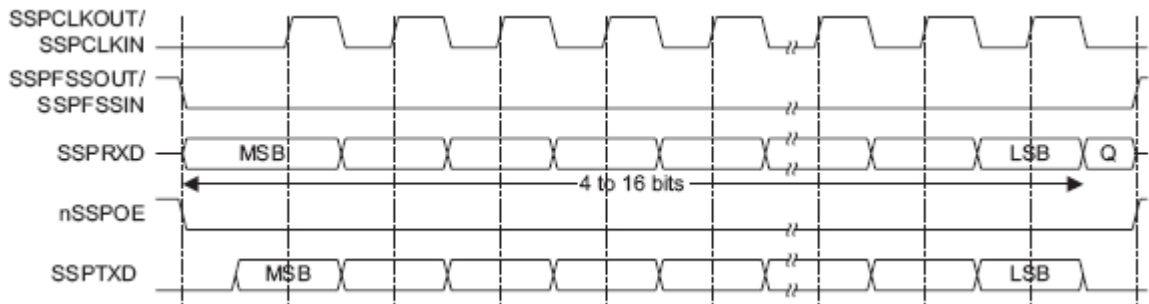 SSPCLKOUT/
SSPCLKIN
SSPFSSOUT/
SSPFSSIN
SSPRXD MSB LSB Q
4 to 16 bits
nSSPOE
SSPTXD MSB LSB